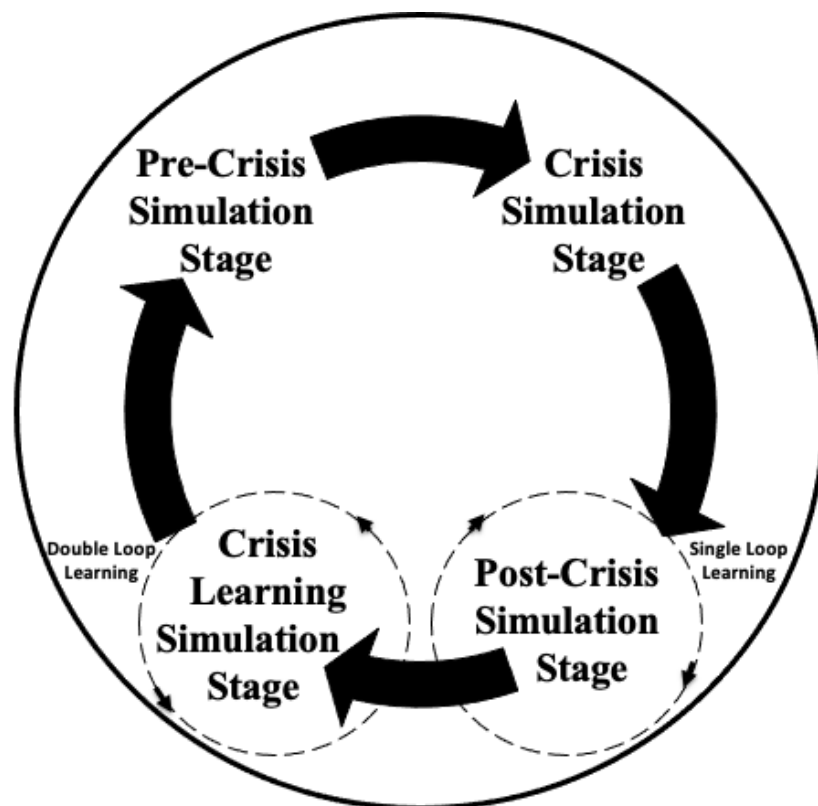 Pre-Crisis
Simulation
Stage
Crisis
Simulation
Stage
Double Loop
Learning
Crisis
Learning
Simulation
Stage
Post-Crisis
Simulation
Stage
Single Loop
Learning